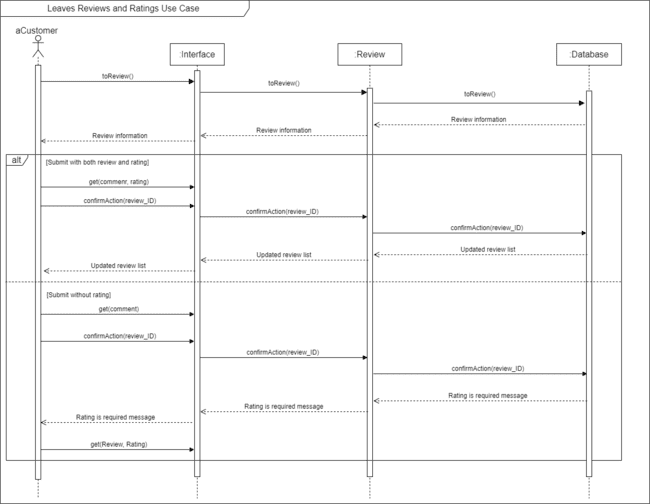 Leaves Reviews and Ratings Use Case
aCustomer
:Interface
:Review
:Database
toReview()
toReview()
toReview()
Review information
Review information
Review information
alt
[Submit with both review and rating]
get(commenr, rating)
confirmAction(review_ID)
confirmAction(review_ID)
confirmAction(review_ID)
Updated review list
Updated review list
Updated review list
[Submit without rating]
get(comment)
confirmAction(review_ID)
confirmAction(review_ID)
confirmAction(review_ID)
Rating is required message
Rating is required message
Rating is required message
get(Review, Rating)